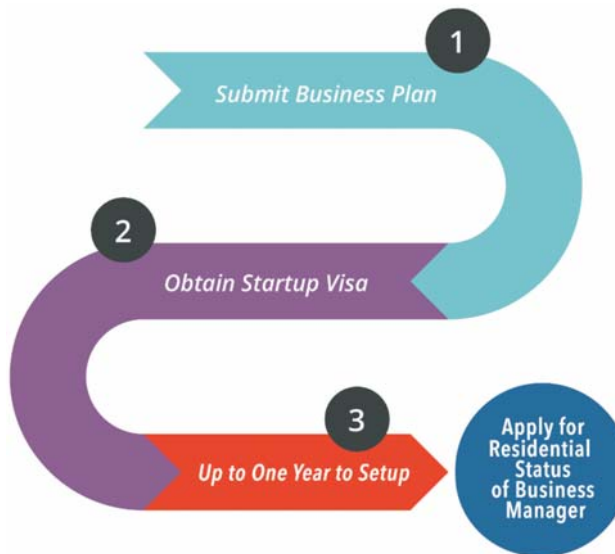 1
Submit Business Plan
2
Obtain Startup Visa
3
Up to One Year to Setup
Apply for
Residential
Status
of Business
Manager